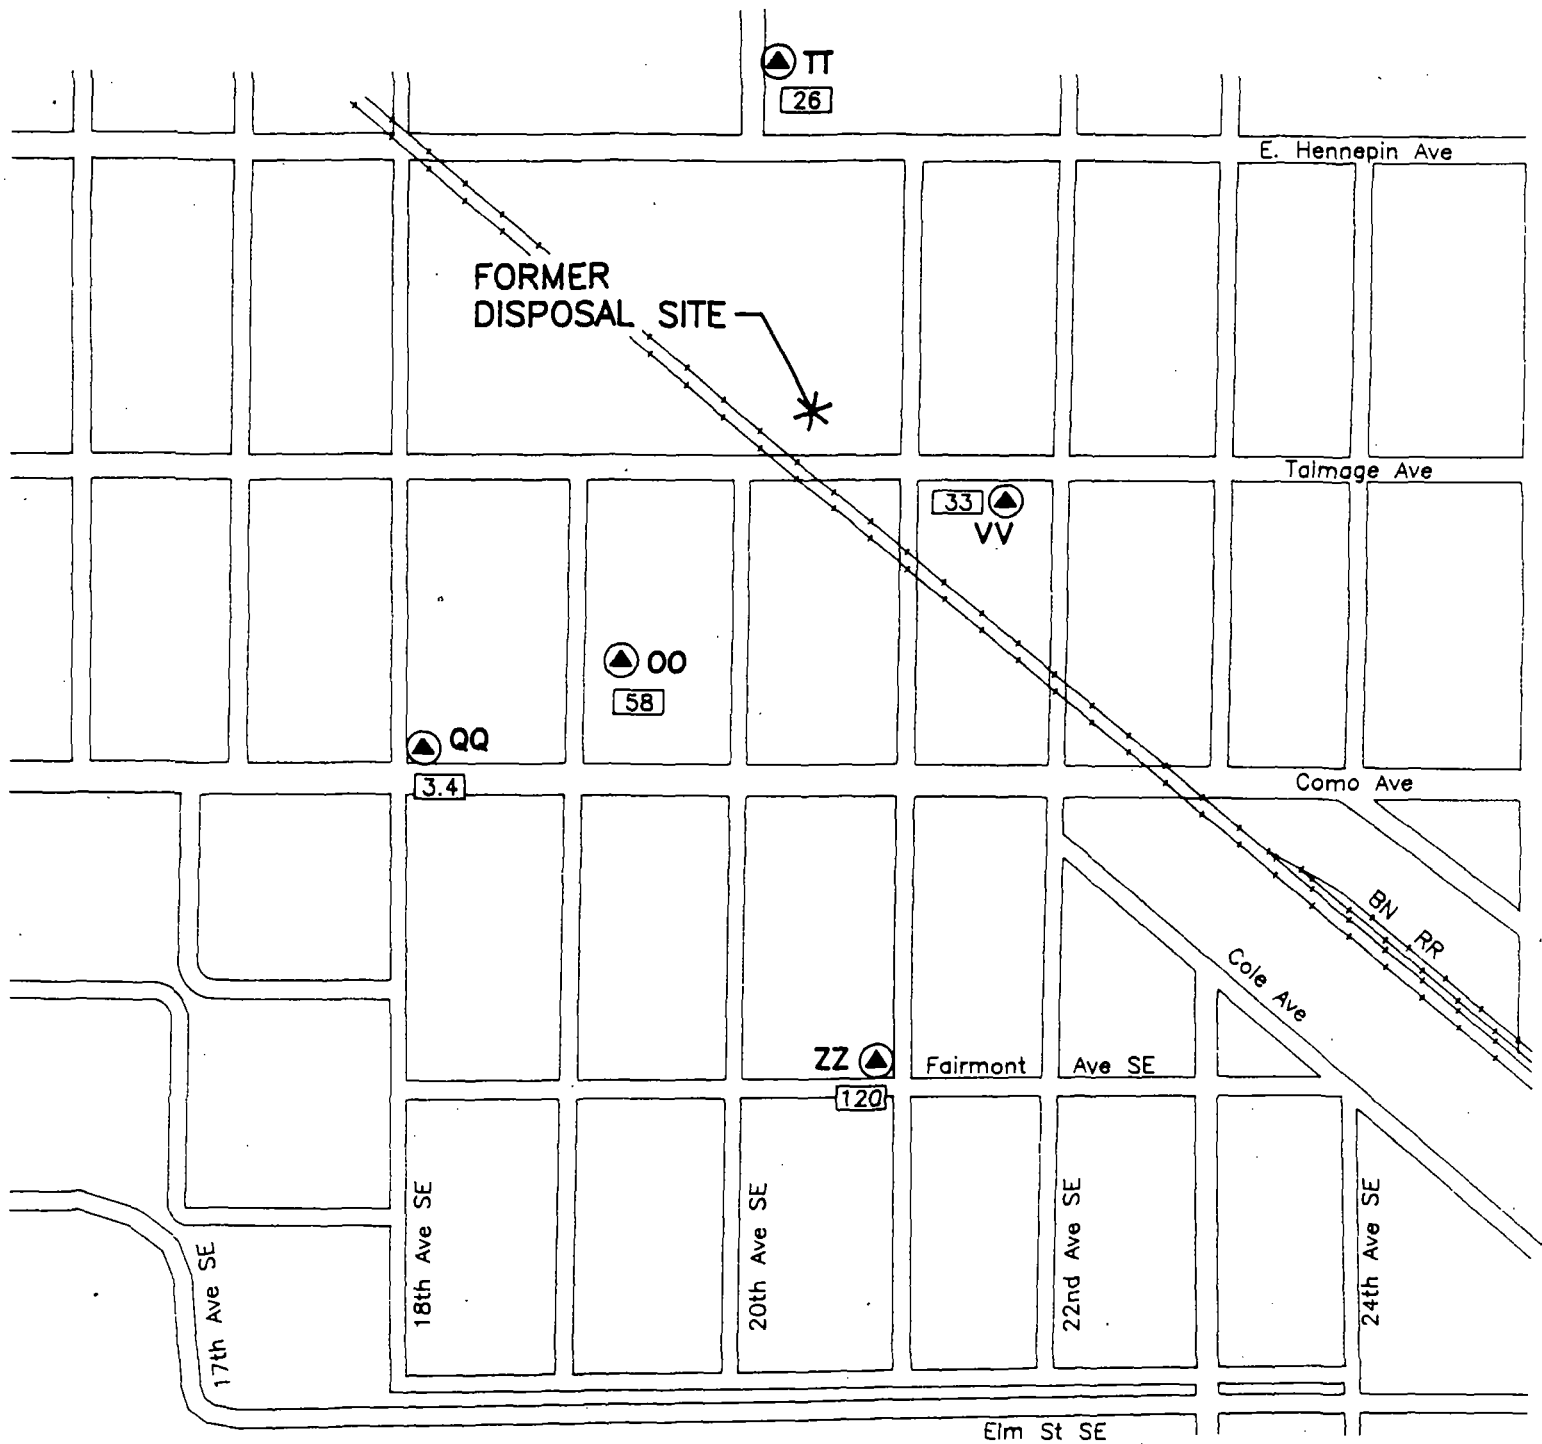 TT
26
E. Hennepin Ave
FORMER
DISPOSAL SITE
Talmage Ave
33
VV
OO
58
QQ
3.4
Como Ave
BN RR
Cole Ave
ZZ
Fairmont Ave SE
120
17th Ave SE
18th Ave SE
20th Ave SE
22nd Ave SE
24th Ave SE
Elm St SE